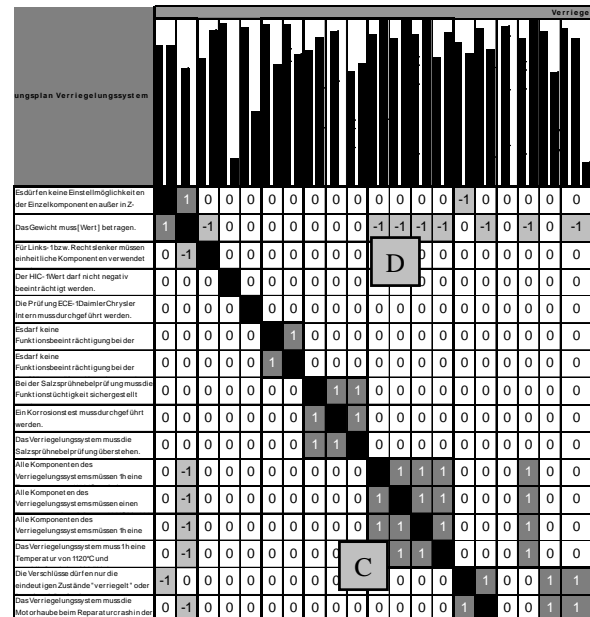 Verriege
ungsplan Verriegelungssystem
Es dürfen keine Einstellmöglichkeiten
der Einzelkomponenten außer in Z-
1 0 0 0 0 0 0 0 0 0 0 0 0 -1 0 0 0 0 0
Das Gewicht muss [Wert] betragen.
1 -1 0 0 0 0 0 0 0 -1 -1 -1 -1 0 -1 0 -1 0 -1
Für Links-1bzw. Rechtslenker müssen
einheitliche Komponenten verwendet
0 -1 0 0 0 0 0 0 0 0 0 0 0 0 0 0 0
D
Der HIC-1Wert darf nicht negativ
beeinträchtigt werden.
0 0 0 0 0 0 0 0 0 0 0 0 0 0 0 0 0
Die Prüfung ECE-1DaimlerChrysler
Intern muss durchgeführt werden.
0 0 0 0 0 0 0 0 0 0 0 0 0 0 0 0 0 0 0
Es darf keine
Funktionsbeeinträchtigung bei der
0 0 0 0 0 1 0 0 0 0 0 0 0 0 0 0 0 0 0
Es darf keine
Funktionsbeeinträchtigung bei der
0 0 0 0 0 1 0 0 0 0 0 0 0 0 0 0 0 0 0
Bei der Salzsprühnebelprüfung muss die
Funktionstüchtigkeit sichergestellt
0 0 0 0 0 0 0 1 1 0 0 0 0 0 0 0 0 0 0
Ein Korrosionstest muss durchgeführt
werden.
0 0 0 0 0 0 0 1 1 0 0 0 0 0 0 0 0 0 0
Das Verriegelungssystem muss die
Salzsprühnebelprüfung überstehen.
0 0 0 0 0 0 0 1 1 0 0 0 0 0 0 0 0 0 0
Alle Komponenten des
Verriegelungssystems müssen 1h eine
0 -1 0 0 0 0 0 0 0 0 1 1 1 0 0 0 1 0 0
Alle Komponeten des
Verriegelungssystems müssen einen
0 -1 0 0 0 0 0 0 0 0 1 1 1 0 0 0 1 0 0
Alle Komponenten des
Verriegelungssystems müssen 1h eine
0 -1 0 0 0 0 0 0 0 0 1 1 1 0 0 0 1 0 0
Das Verriegelungssystem muss 1h eine
Temperatur von 1120°C und
0 -1 0 0 0 0 0 0 0 1 1 0 0 0 1 0 0
C
Die Verschlüsse dürfen nur die
eindeutigen Zustände "verriegelt" oder
-1 0 0 0 0 0 0 0 0 0 0 0 1 0 0 1 1
Das Verriegelungssystem muss die
Motorhaube beim Reparaturcrash in der
0 -1 0 0 0 0 0 0 0 0 0 0 0 0 1 0 0 1 1